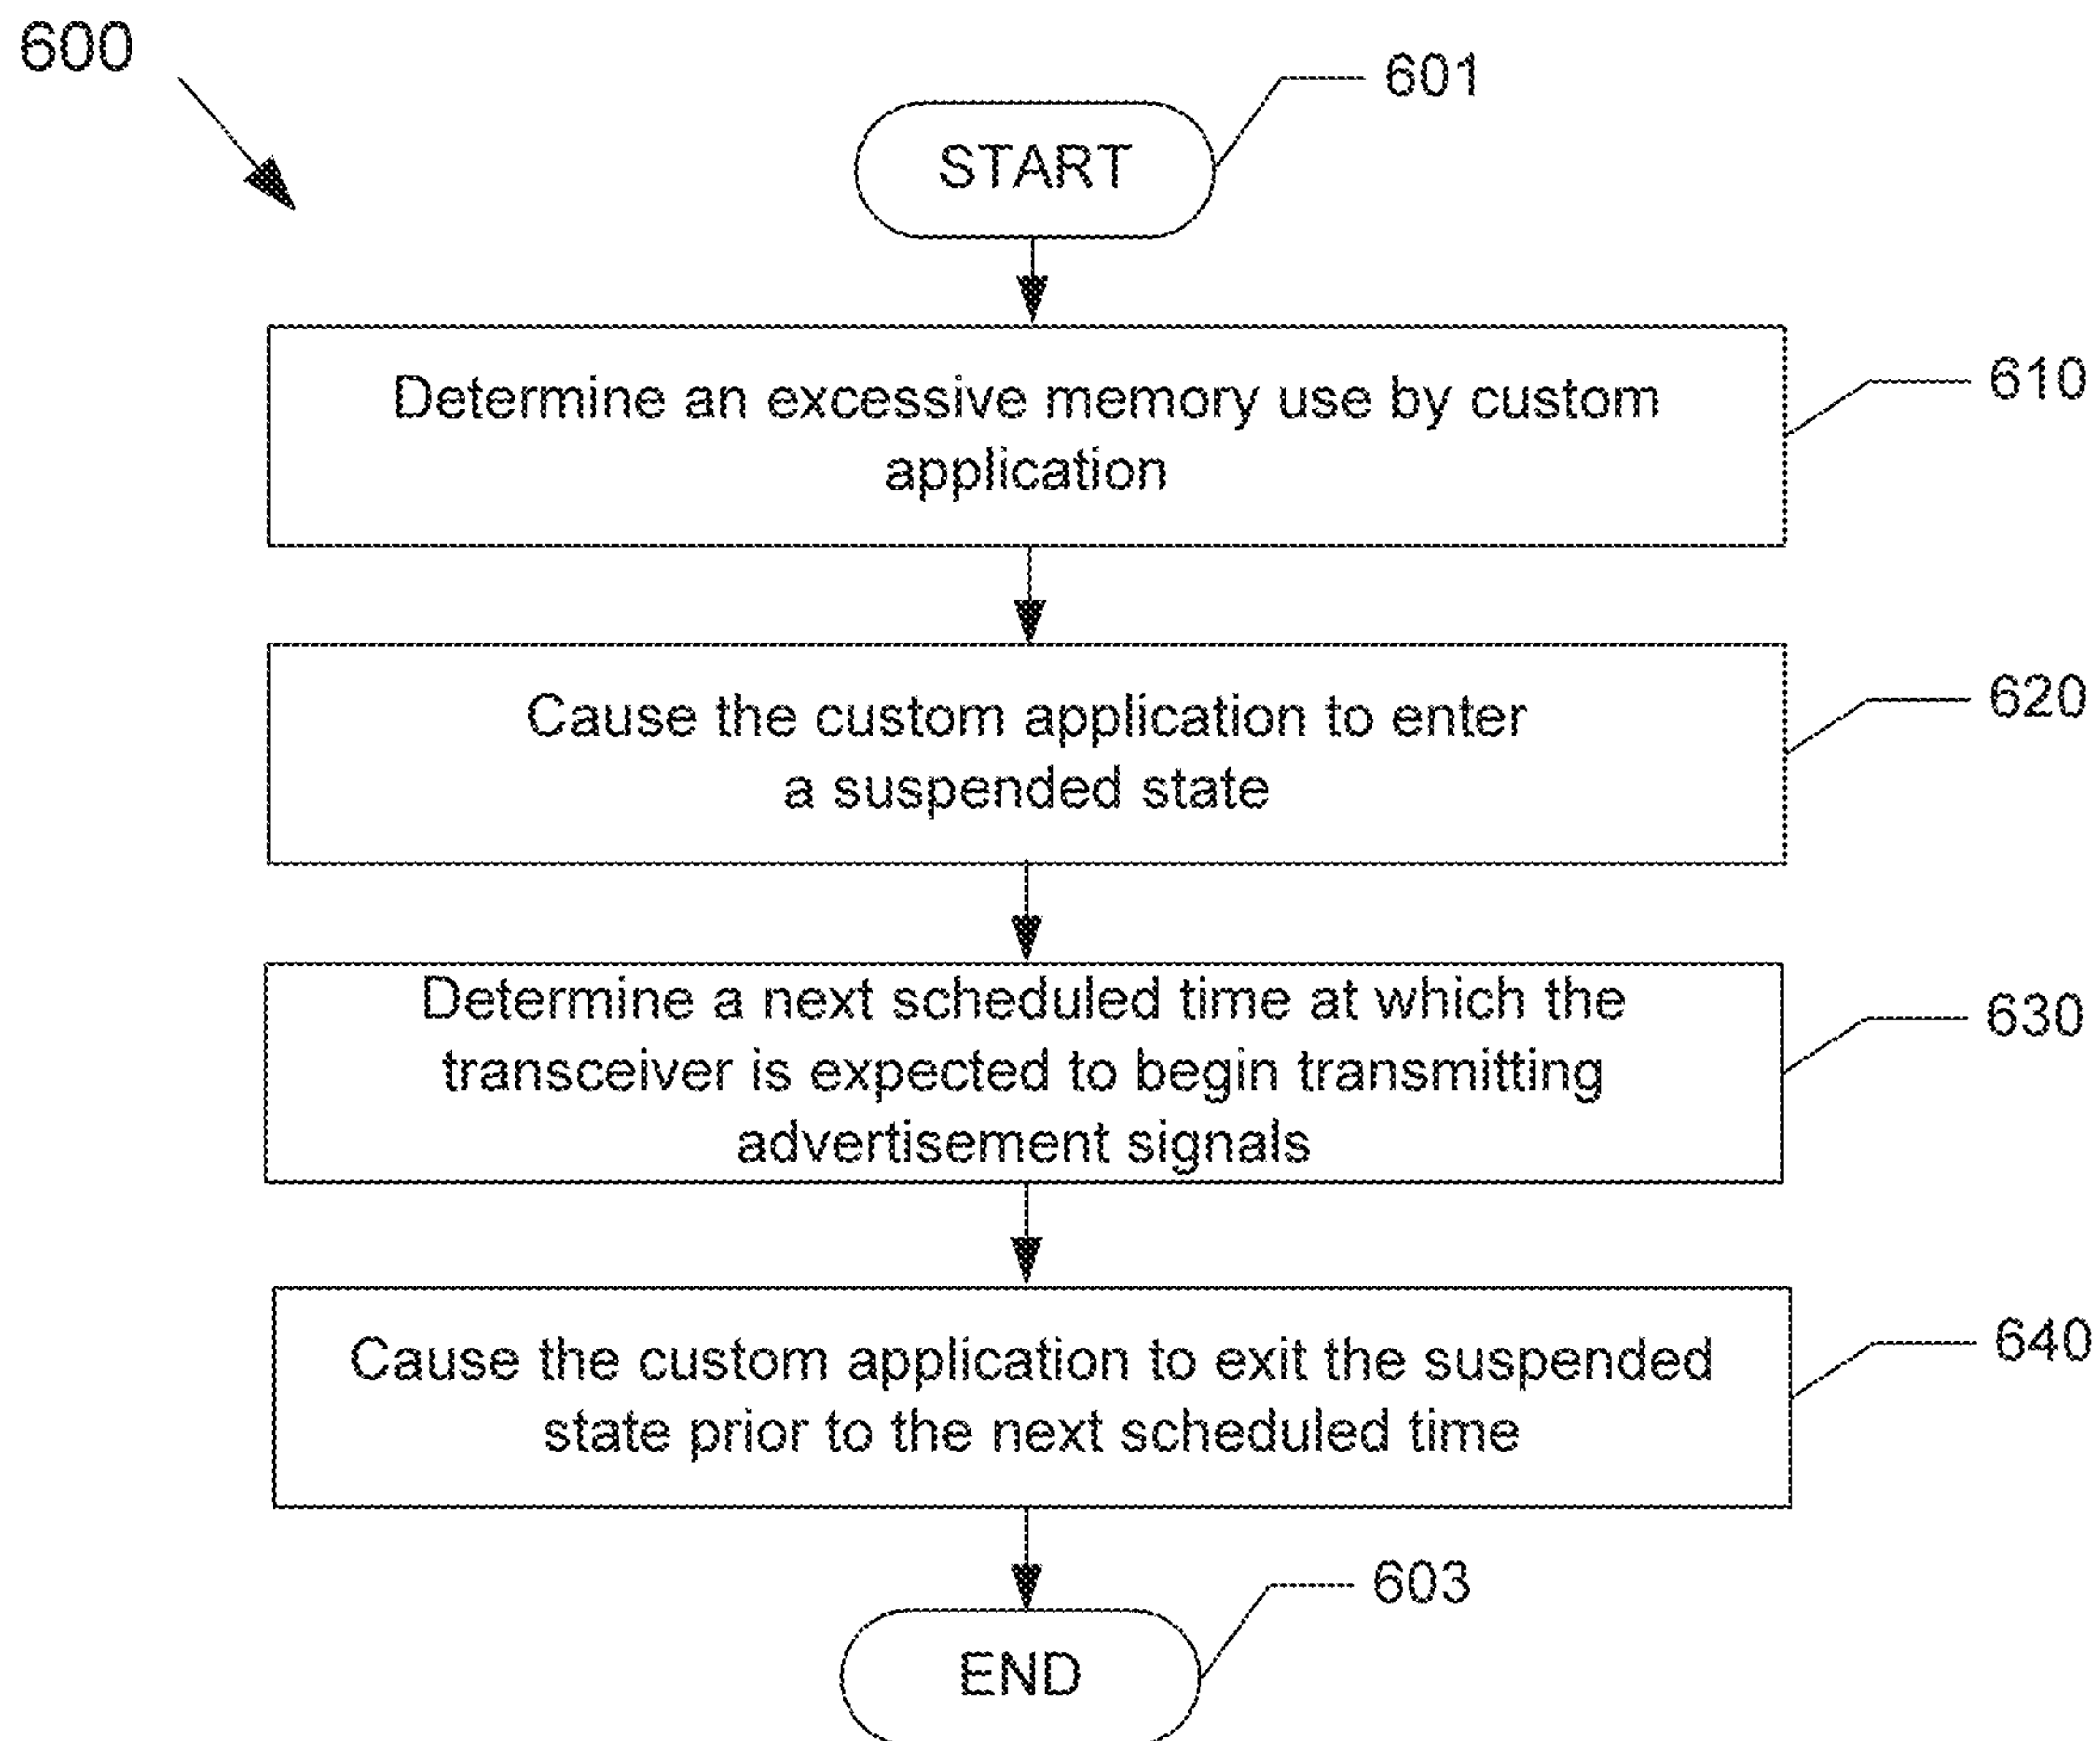 600
601
START
Determine an excessive memory use by custom
application
610
Cause the custom application to enter
a suspended state
620
Determine a next scheduled time at which the
transceiver is expected to begin transmitting
advertisement signals
630
Cause the custom application to exit the suspended
state prior to the next scheduled time
640
603
END